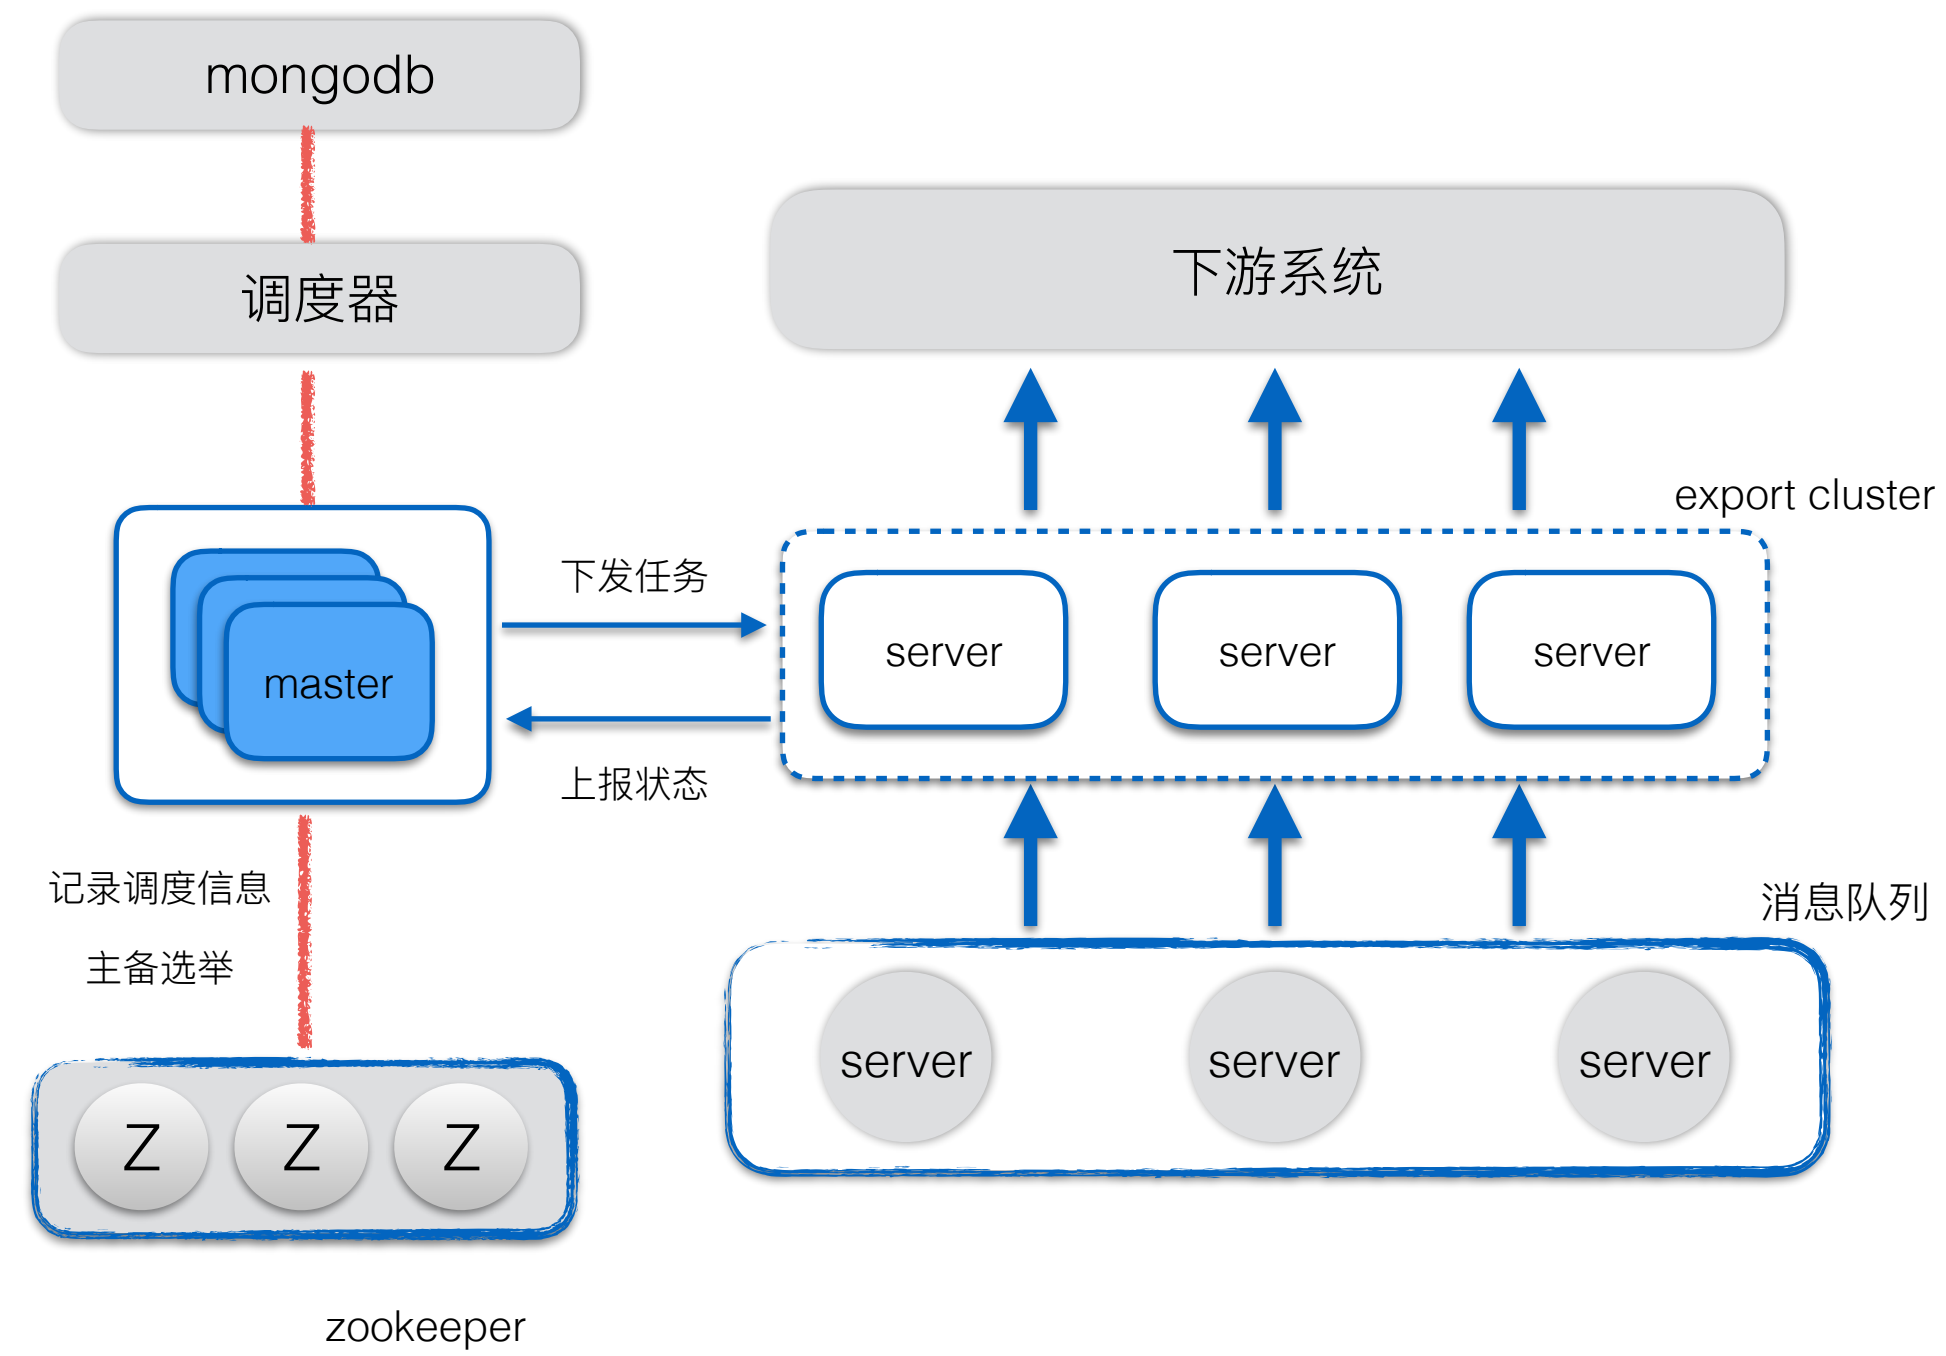 mongodb
调度器
下游系统
export cluster
master
下发任务
上报状态
server
server
server
记录调度信息
主备选举
消息队列
server
server
server
Z
Z
Z
zookeeper